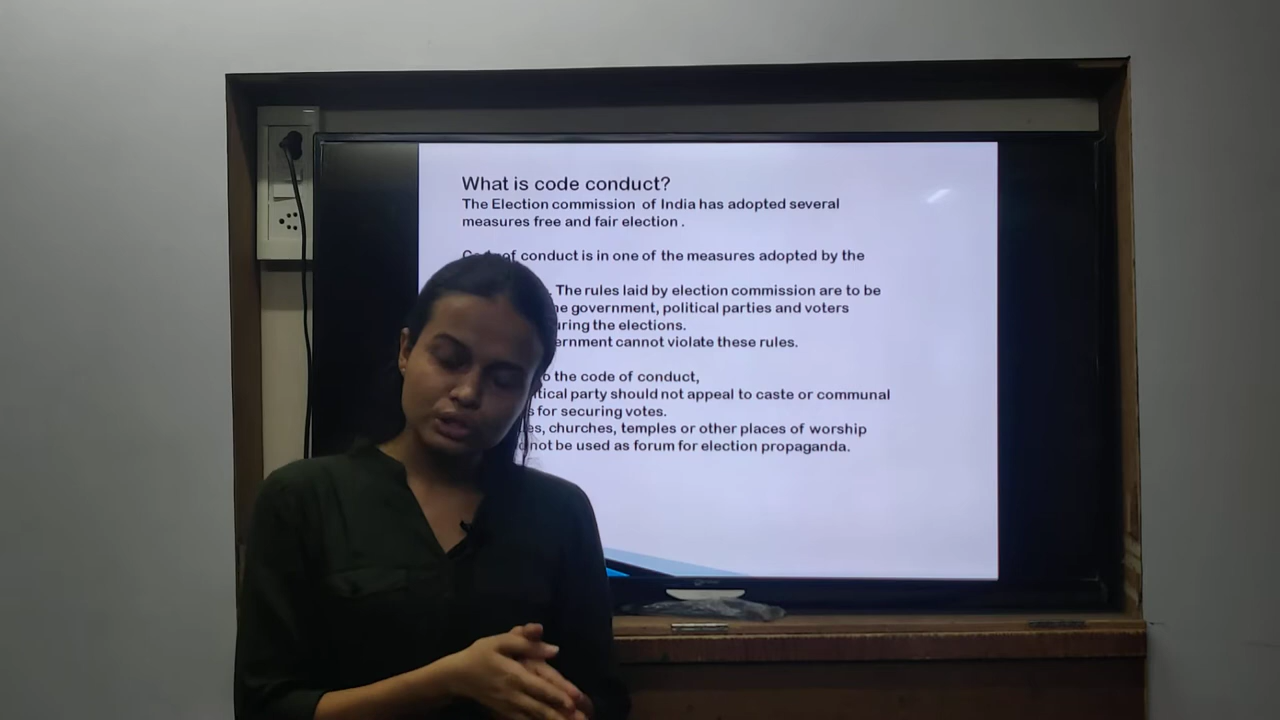 What is code conduct?
The Election commission of India has adopted several
measures free and fair election .
of conduct is in one of the measures adopted by the
. The rules laid by election commission are to be
government, political parties and voters
the elections.
cannot violate these rules.
the code of conduct,
party should not appeal to caste or communal
for securing votes.
churches, temples or other places of worship
not be used as forum for election propaganda.